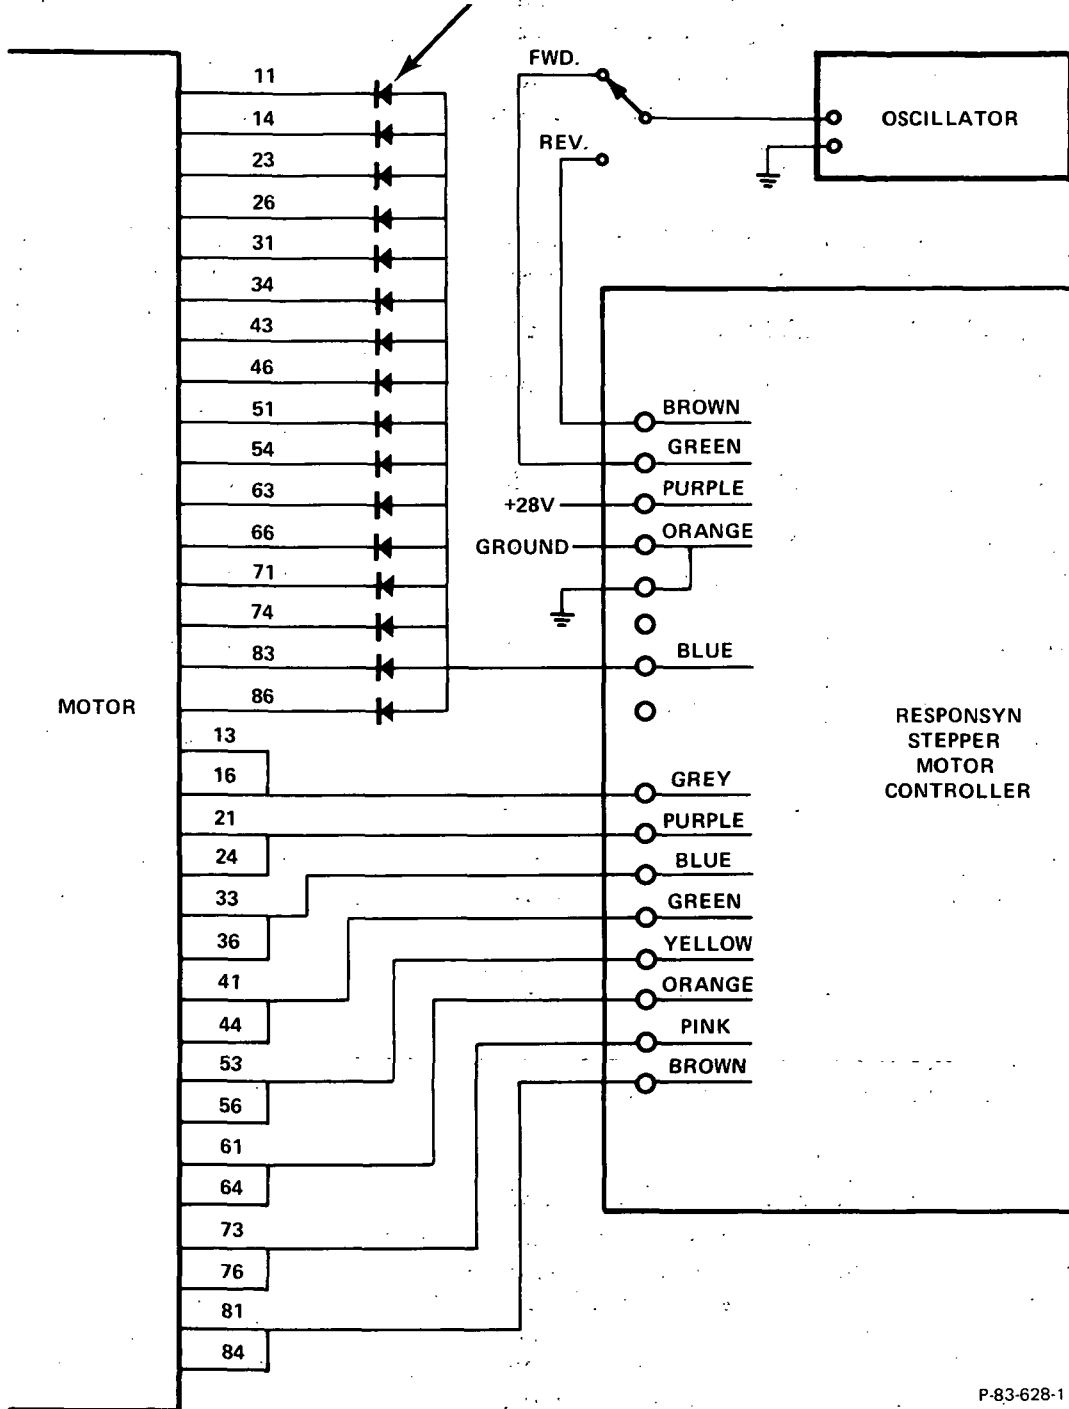 FWD.
REV.
OSCILLATOR
11
14
23
26
31
34
43
46
51
54
63
66
71
74
83
86
13
16
21
24
33
36
41
44
53
56
61
64
73
76
81
84
MOTOR
BROWN
GREEN
+28V
PURPLE
GROUND
ORANGE
BLUE
GREY
PURPLE
BLUE
GREEN
YELLOW
ORANGE
PINK
BROWN
RESPONSYN
STEPPER
MOTOR
CONTROLLER
P-83-628-1